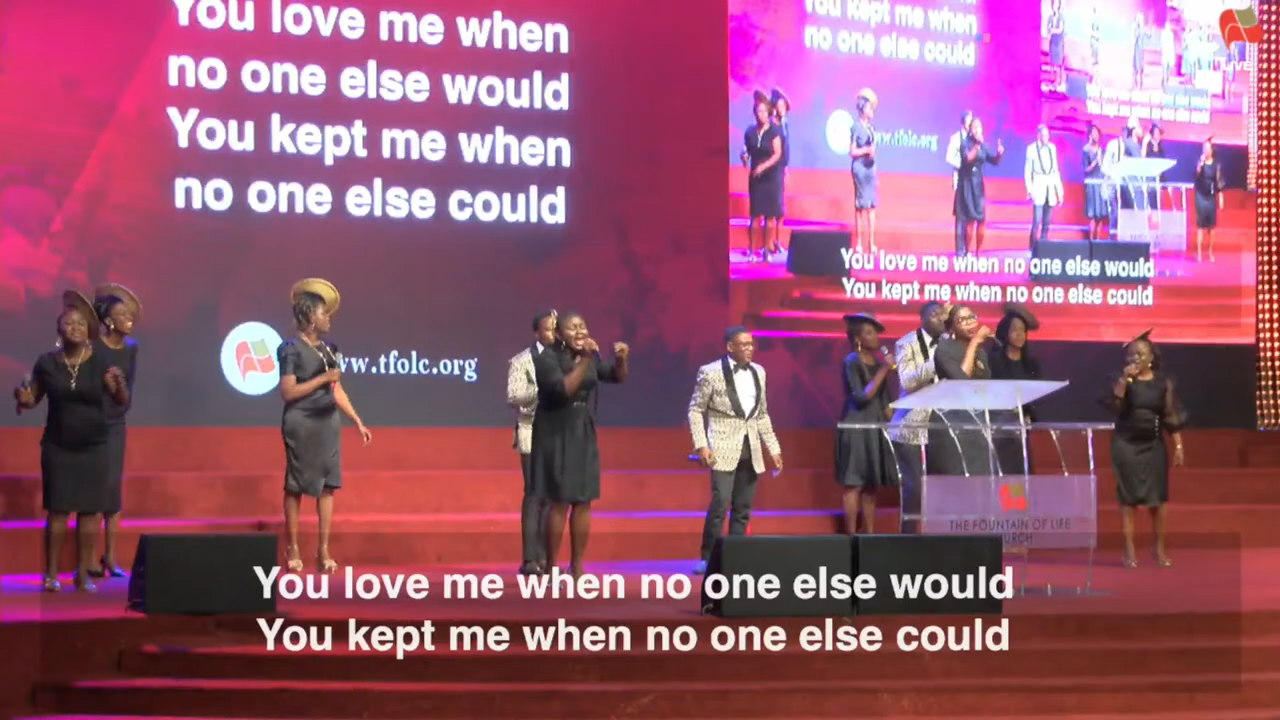 You love me when
no one else would
You kept me when
no one else could
You kept me when
no one else could
LIVE
www.tfolc.org
You love me when no one else would
You kept me when no one else could
www.tfolc.org
THE FOUNTAIN OF LIFE
CHURCH
You love me when no one else would
You kept me when no one else could